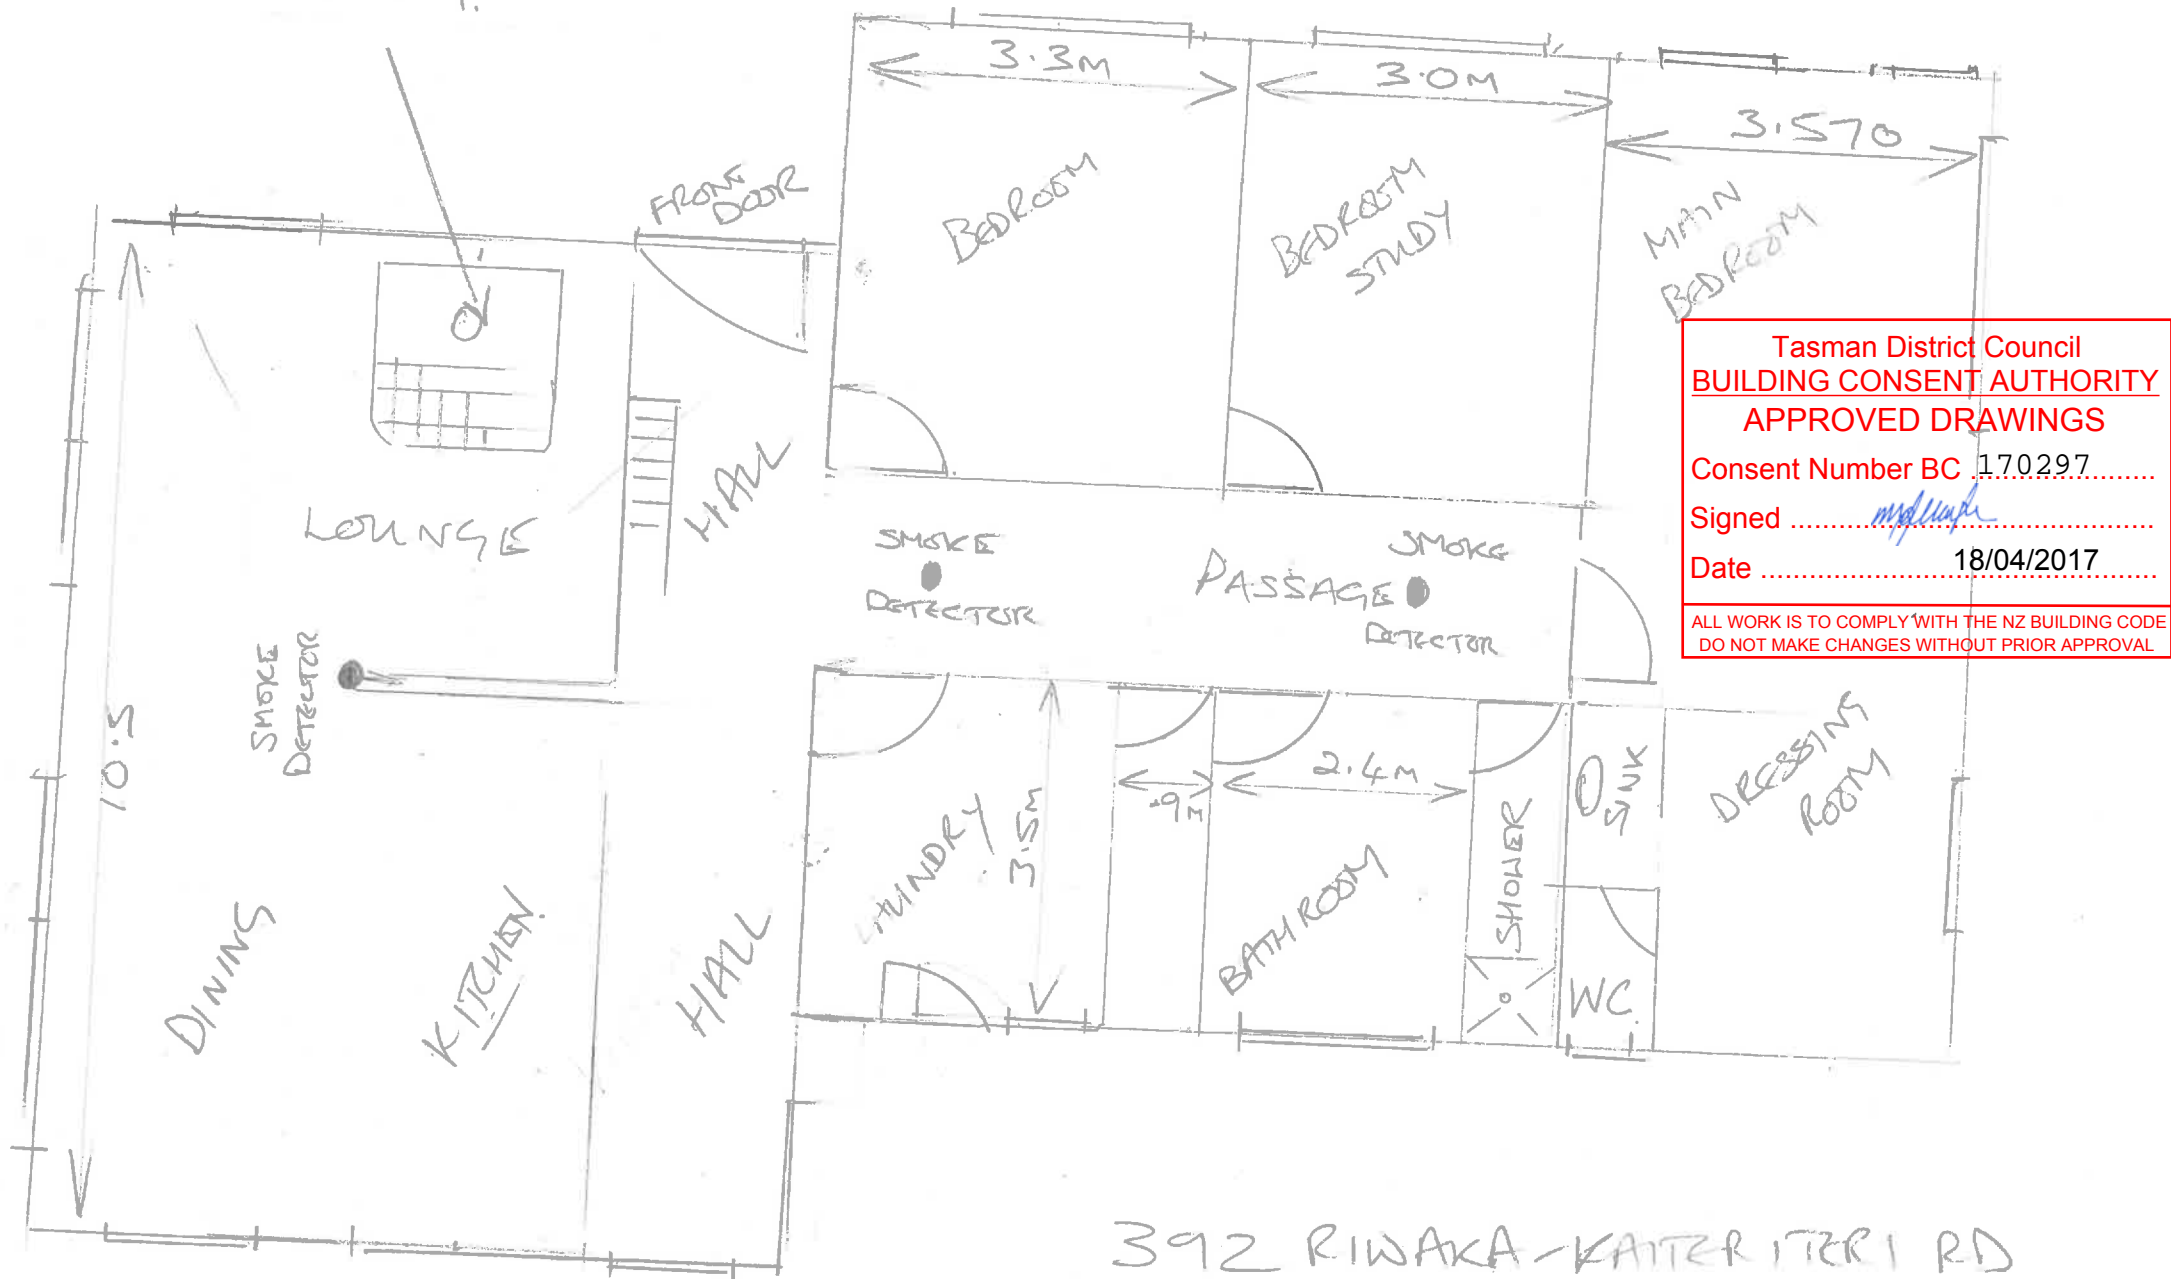 3.3M
3.0M
3.570
FRONT
DOOR
BEDROOM
BEDROOM
STUDY
MAIN
BEDROOM
Tasman District Council
BUILDING CONSENT AUTHORITY
APPROVED DRAWINGS
Consent Number BC 170297
Signed
Date 18/04/2017
ALL WORK IS TO COMPLY WITH THE NZ BUILDING CODE
DO NOT MAKE CHANGES WITHOUT PRIOR APPROVAL
LOUNGE
HALL
SMOKE
DETECTOR
PASSAGE
SMOKE
DETECTOR
SMOKE
DETECTOR
10.5
DINING
KITCHEN
HALL
LAUNDRY
3.5M
.9M
2.4M
BATHROOM
SHOWER
SINK
WC
DRESSING
ROOM
392 RIWAKA-KAITERITERI RD